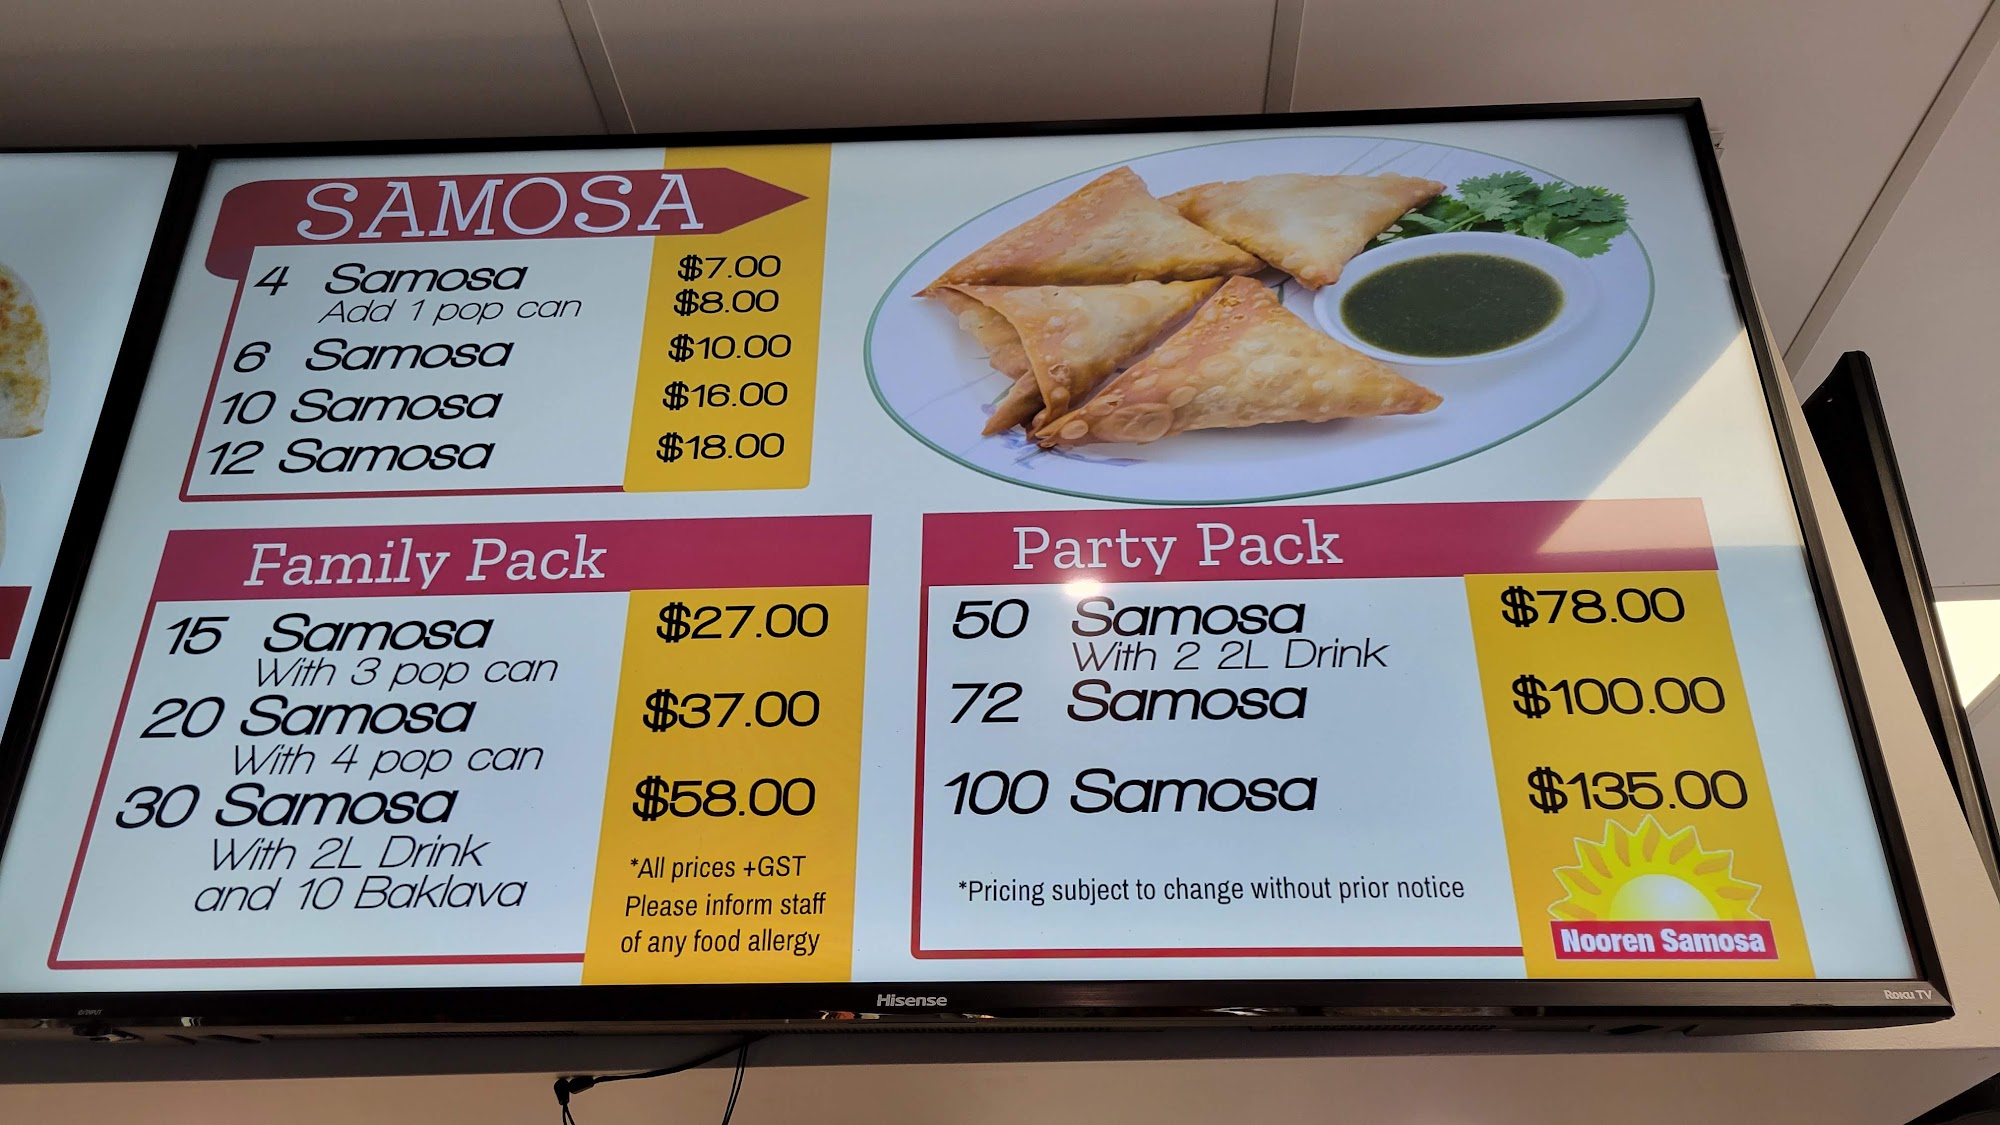 SAMOSA
4 Samosa $7.00
Add 1 pop can $8.00
6 Samosa $10.00
10 Samosa $16.00
12 Samosa $18.00
Family Pack
15 Samosa $27.00
With 3 pop can
20 Samosa $37.00
With 4 pop can
30 Samosa $58.00
With 2L Drink
and 10 Baklava
*All prices +GST
Please inform staff
of any food allergy
Party Pack
50 Samosa $78.00
With 2 2L Drink
72 Samosa $100.00
100 Samosa $135.00
*Pricing subject to change without prior notice
Nooren Samosa
Hisense
Roku TV